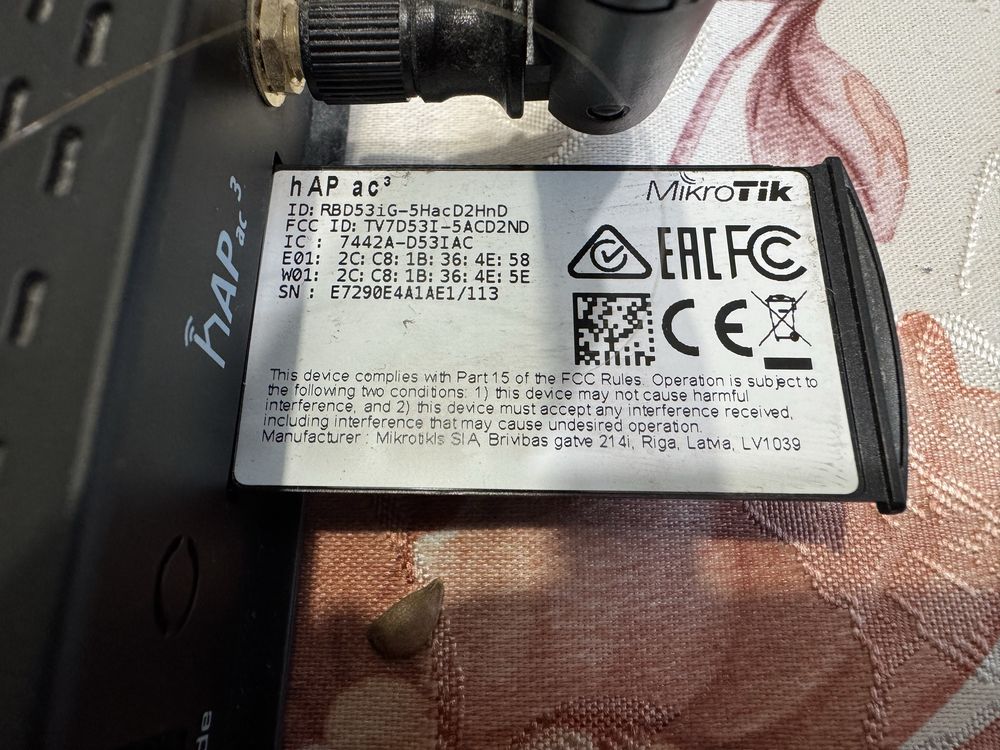 hAP ac³
MikroTik
ID: RBD53iG-5HacD2HnD
FCC ID: TV7D53I-5ACD2ND
IC : 7442A-D53IAC
E01: 2C: C8: 1B: 36: 4E: 58
W01: 2C: C8: 1B: 36: 4E: 5E
SN : E7290E4A1AE1/113
EAC FC
CE
This device complies with Part 15 of the FCC Rules. Operation is subject to
the following two conditions: 1) this device may not cause harmful
interference, and 2) this device must accept any interference received,
including interference that may cause undesired operation.
Manufacturer : Mikrotikls SIA, Brivibas gatve 214i, Riga, Latvia, LV1039
hAP ac³
de